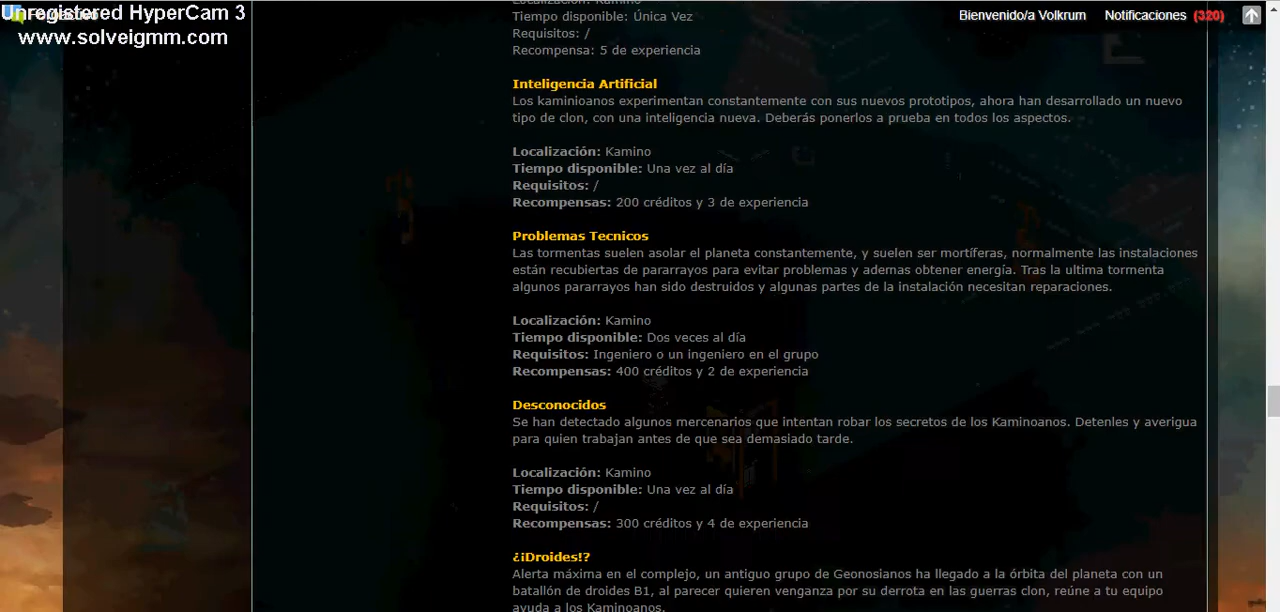 Unregistered HyperCam 3
www.solveigmm.com
Bienvenido/a Volkrum Notificaciones (320)
Localización: Kamino
Tiempo disponible: Única Vez
Requisitos: /
Recompensa: 5 de experiencia
Inteligencia Artificial
Los kaminioanos experimentan constantemente con sus nuevos prototipos, ahora han desarrollado un nuevo
tipo de clon, con una inteligencia nueva. Deberás ponerlos a prueba en todos los aspectos.
Localización: Kamino
Tiempo disponible: Una vez al día
Requisitos: /
Recompensas: 200 créditos y 3 de experiencia
Problemas Tecnicos
Las tormentas suelen asolar el planeta constantemente, y suelen ser mortíferas, normalmente las instalaciones
están recubiertas de pararrayos para evitar problemas y ademas obtener energía. Tras la ultima tormenta
algunos pararrayos han sido destruidos y algunas partes de la instalación necesitan reparaciones.
Localización: Kamino
Tiempo disponible: Dos veces al día
Requisitos: Ingeniero o un ingeniero en el grupo
Recompensas: 400 créditos y 2 de experiencia
Desconocidos
Se han detectado algunos mercenarios que intentan robar los secretos de los Kaminoanos. Detenles y averigua
para quien trabajan antes de que sea demasiado tarde.
Localización: Kamino
Tiempo disponible: Una vez al día
Requisitos: /
Recompensas: 300 créditos y 4 de experiencia
¿¡Droides!?
Alerta máxima en el complejo, un antiguo grupo de Geonosianos ha llegado a la órbita del planeta con un
batallón de droides B1, al parecer quieren venganza por su derrota en las guerras clon, reúne a tu equipo
ayuda a los Kaminoanos.